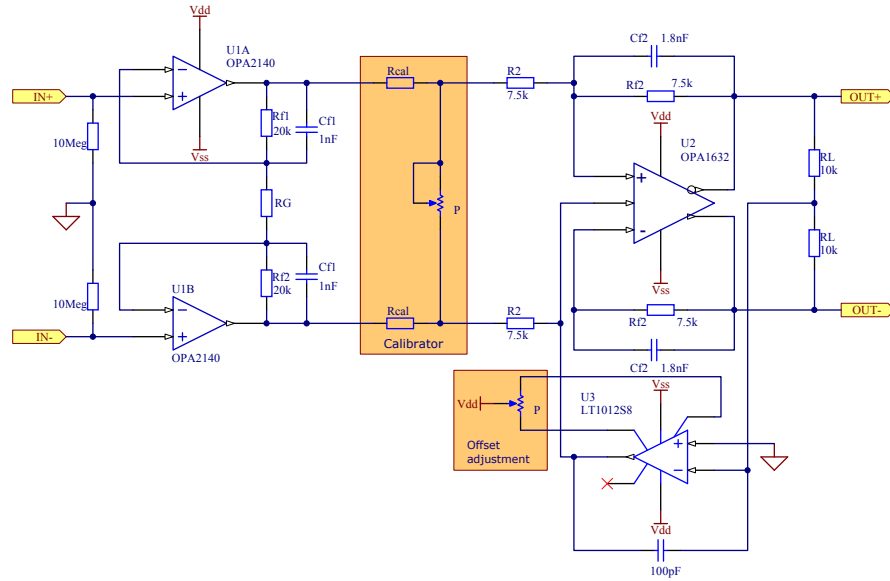 Vdd
U1A
OPA2140
IN+
10Meg
Vss
Rf1
20k
Cf1
1nF
RG
Rf2
20k
Cf1
1nF
10Meg
U1B
IN-
OPA2140
Rcal
P
Rcal
Calibrator
R2
7.5k
R2
7.5k
Cf2
1.8nF
7.5k
Rf2
Vdd
U2
OPA1632
Vss
Rf2
7.5k
Cf2
1.8nF
OUT+
RL
10k
RL
10k
OUT-
Vdd
P
Offset
adjustment
U3
LT1012S8
Vss
Vdd
100pF